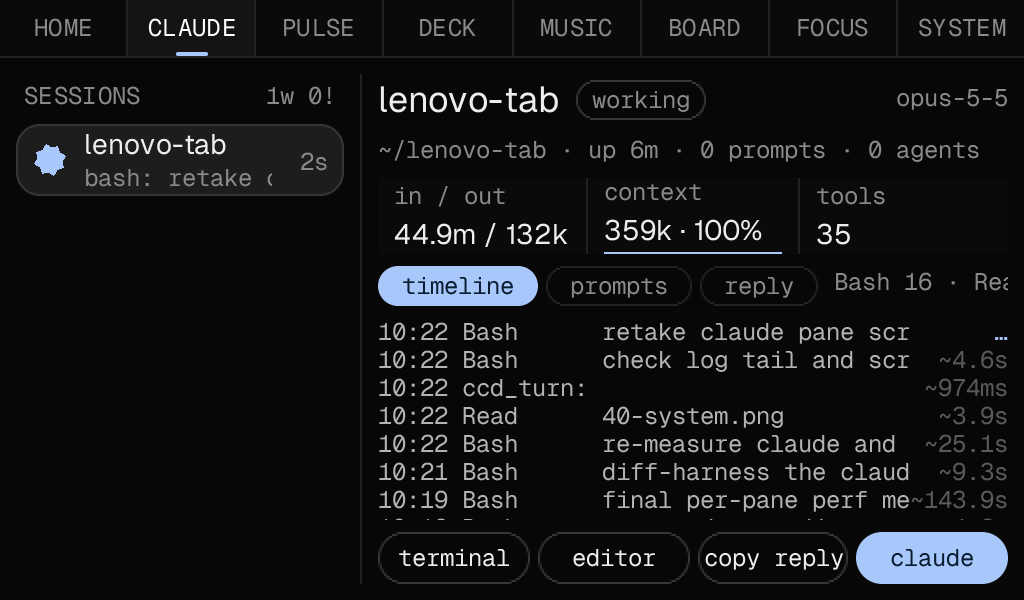 HOME CLAUDE PULSE DECK MUSIC BOARD FOCUS SYSTEM
SESSIONS 1w 0!
lenovo-tab
bash: retake
2s
lenovo-tab working opus-5-5
~/lenovo-tab · up 6m · 0 prompts · 0 agents
in / out
44.9m / 132k
context
359k · 100%
tools
35
timeline prompts reply Bash 16 ·
10:22 Bash retake claude pane scr …
10:22 Bash check log tail and scr ~4.6s
10:22 ccd_turn: ~974ms
10:22 Read 40-system.png ~3.9s
10:22 Bash re-measure claude and ~25.1s
10:21 Bash diff-harness the claud ~9.3s
10:19 Bash final per-pane perf me~143.9s
terminal editor copy reply claude